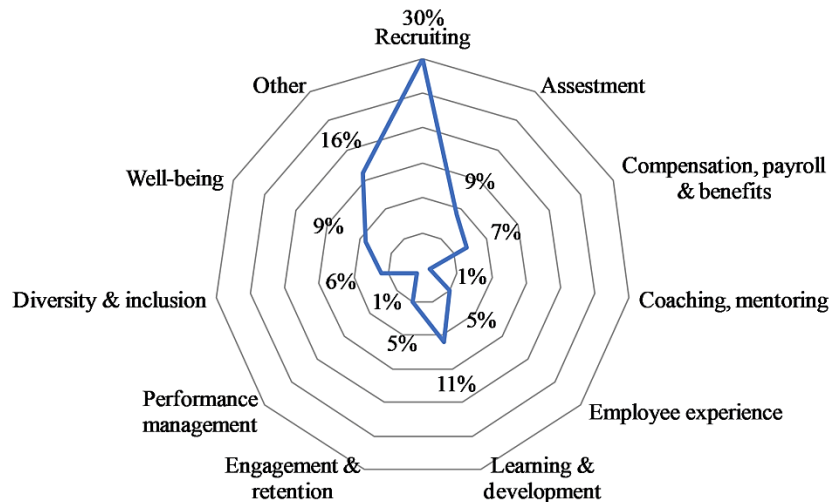 30%
Recruiting
Other
Assestment
16%
9%
Well-being
Compensation, payroll
& benefits
9%
7%
6%
1%
Diversity & inclusion
Coaching, mentoring
1%
5%
5%
11%
Performance
management
Employee experience
Engagement &
retention
Learning &
development